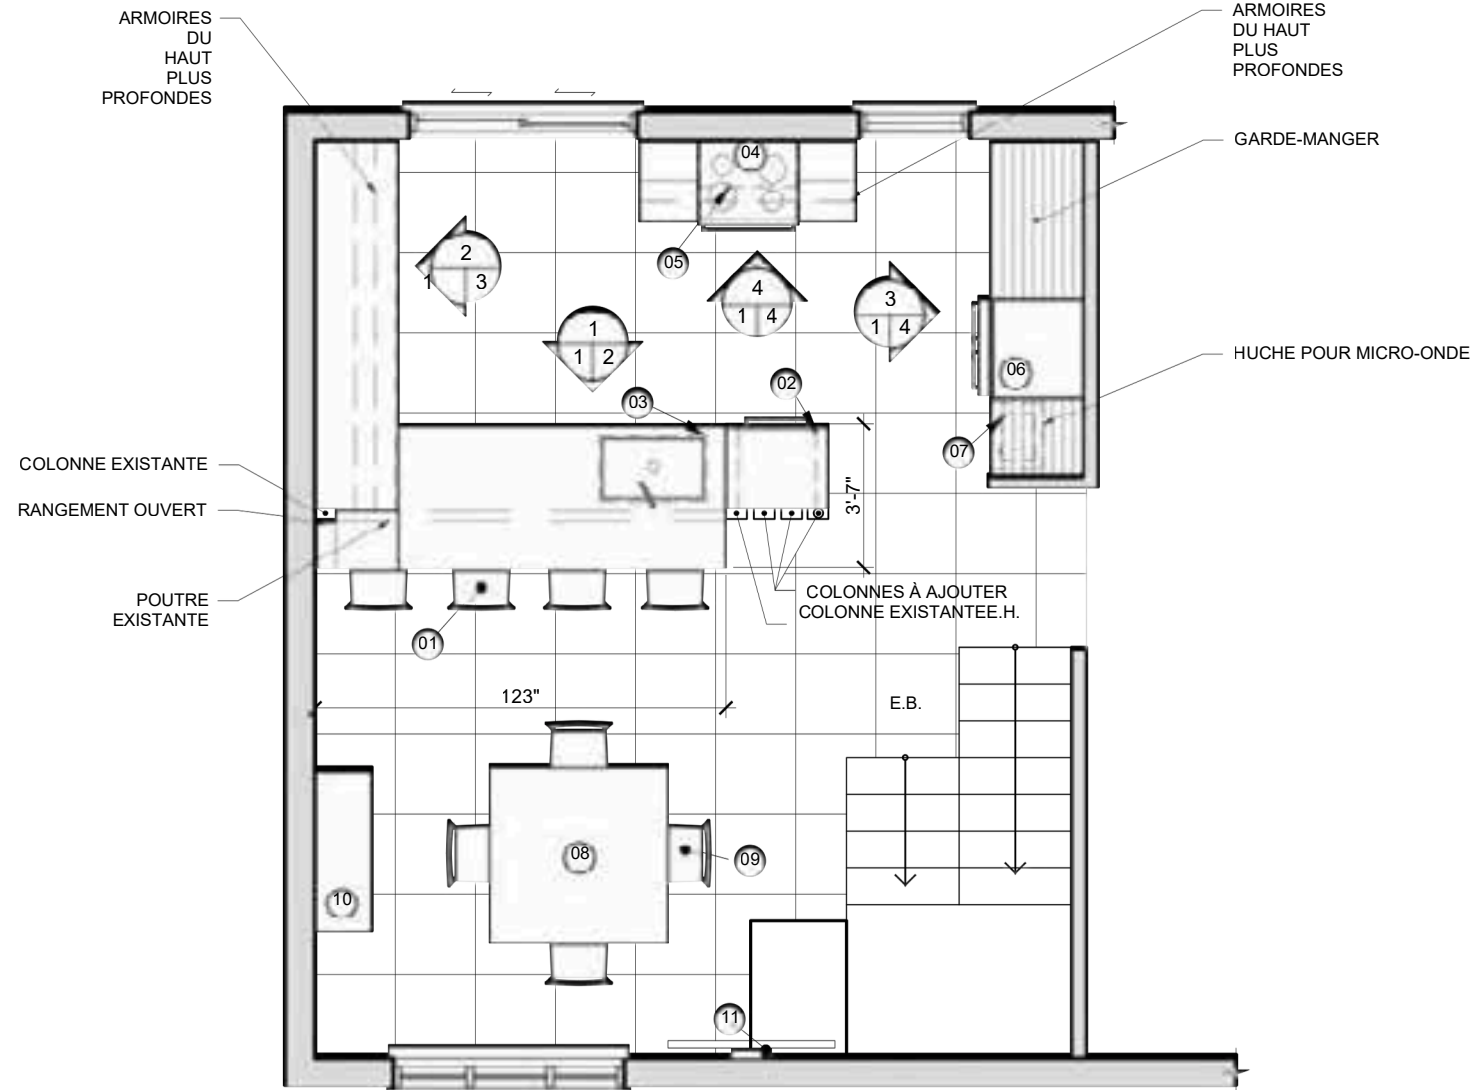 ARMOIRES
DU
HAUT
PLUS
PROFONDES
ARMOIRES
DU HAUT
PLUS
PROFONDES
GARDE-MANGER
04
05
2
1 3
4
1 4
3
1 4
1
1 2
HUCHE POUR MICRO-ONDE
06
02
03
07
COLONNE EXISTANTE
RANGEMENT OUVERT
3'-7"
POUTRE
EXISTANTE
COLONNES À AJOUTER
COLONNE EXISTANTEE.H.
01
123"
E.B.
08
09
10
11